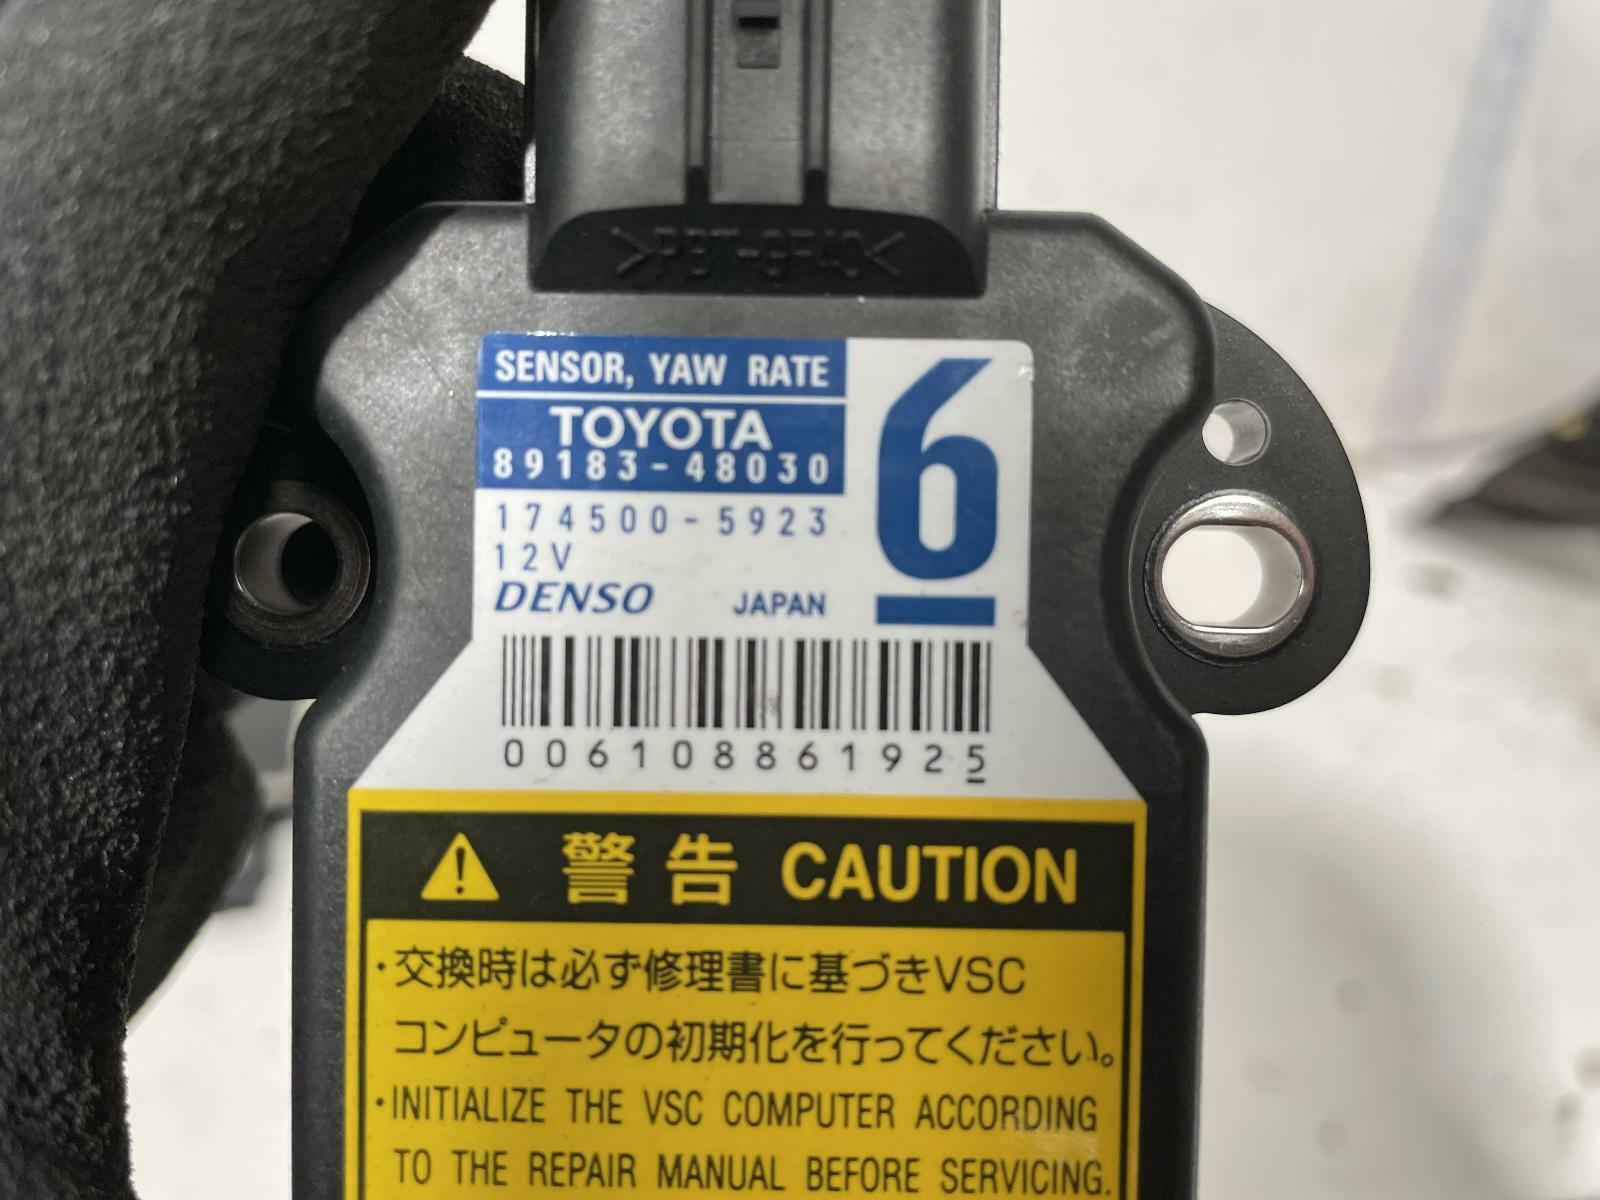 >PBT-GF40<
SENSOR, YAW RATE
TOYOTA
89183-48030
6
174500-5923
12V
DENSO JAPAN
006108861925
警告 CAUTION
・交換時は必ず修理書に基づきVSC
コンピュータの初期化を行ってください。
・INITIALIZE THE VSC COMPUTER ACCORDING
TO THE REPAIR MANUAL BEFORE SERVICING.